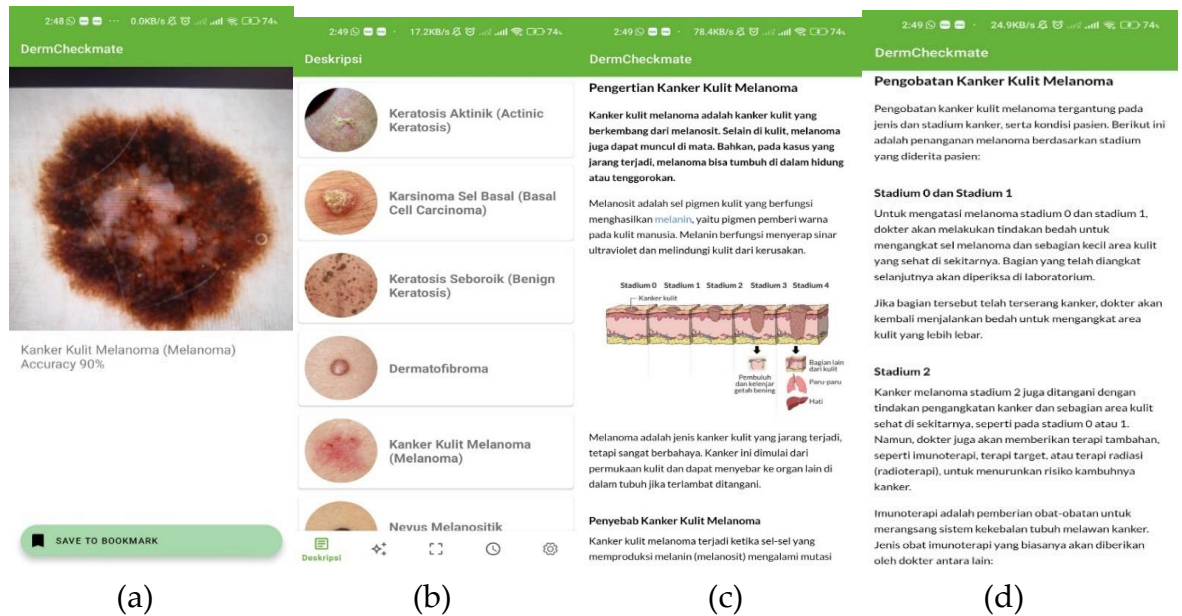 2:48 ... 0.0KB/s 74%
DermCheckmate
Kanker Kulit Melanoma (Melanoma)
Accuracy 90%
SAVE TO BOOKMARK
(a)
2:49 · 17.2KB/s 74%
Deskripsi
Keratosis Aktinik (Actinic
Keratosis)
Karsinoma Sel Basal (Basal
Cell Carcinoma)
Keratosis Seboroik (Benign
Keratosis)
Dermatofibroma
Kanker Kulit Melanoma
(Melanoma)
Nevus Melanositik
Deskripsi
(b)
2:49 · 78.4KB/s 74%
DermCheckmate
Pengertian Kanker Kulit Melanoma
Kanker kulit melanoma adalah kanker kulit yang
berkembang dari melanosit. Selain di kulit, melanoma
juga dapat muncul di mata. Bahkan, pada kasus yang
jarang terjadi, melanoma bisa tumbuh di dalam hidung
atau tenggorokan.
Melanosit adalah sel pigmen kulit yang berfungsi
menghasilkan melanin, yaitu pigmen pemberi warna
pada kulit manusia. Melanin berfungsi menyerap sinar
ultraviolet dan melindungi kulit dari kerusakan.
Stadium 0 Stadium 1 Stadium 2 Stadium 3 Stadium 4
Kanker kulit
Pembuluh
dan kelenjar
getah bening
Bagian lain
dari kulit
Paru-paru
Hati
Melanoma adalah jenis kanker kulit yang jarang terjadi,
tetapi sangat berbahaya. Kanker ini dimulai dari
permukaan kulit dan dapat menyebar ke organ lain di
dalam tubuh jika terlambat ditangani.
Penyebab Kanker Kulit Melanoma
Kanker kulit melanoma terjadi ketika sel-sel yang
memproduksi melanin (melanosit) mengalami mutasi
(c)
2:49 · 24.9KB/s 74%
DermCheckmate
Pengobatan Kanker Kulit Melanoma
Pengobatan kanker kulit melanoma tergantung pada
jenis dan stadium kanker, serta kondisi pasien. Berikut ini
adalah penanganan melanoma berdasarkan stadium
yang diderita pasien:
Stadium 0 dan Stadium 1
Untuk mengatasi melanoma stadium 0 dan stadium 1,
dokter akan melakukan tindakan bedah untuk
mengangkat sel melanoma dan sebagian kecil area kulit
yang sehat di sekitarnya. Bagian yang telah diangkat
selanjutnya akan diperiksa di laboratorium.
Jika bagian tersebut telah terserang kanker, dokter akan
kembali menjalankan bedah untuk mengangkat area
kulit yang lebih lebar.
Stadium 2
Kanker melanoma stadium 2 juga ditangani dengan
tindakan pengangkatan kanker dan sebagian area kulit
sehat di sekitarnya, seperti pada stadium 0 atau 1.
Namun, dokter juga akan memberikan terapi tambahan,
seperti imunoterapi, terapi target, atau terapi radiasi
(radioterapi), untuk menurunkan risiko kambuhnya
kanker.
Imunoterapi adalah pemberian obat-obatan untuk
merangsang sistem kekebalan tubuh melawan kanker.
Jenis obat imunoterapi yang biasanya akan diberikan
oleh dokter antara lain:
(d)